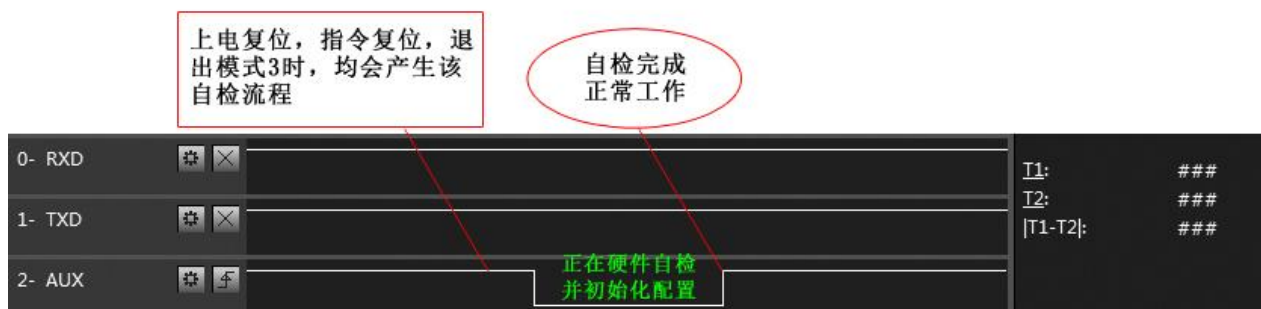 上电复位，指令复位，退
出模式3时，均会产生该
自检流程
自检完成
正常工作
0- RXD
1- TXD
2- AUX
正在硬件自检
并初始化配置
T1: ###
T2: ###
|T1-T2|: ###